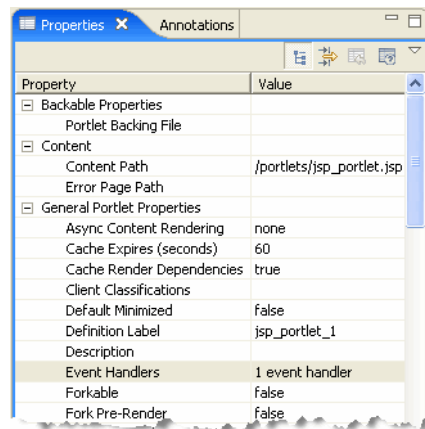 Properties Annotations
Property Value
Backable Properties
Portlet Backing File
Content
Content Path /portlets/jsp_portlet.jsp
Error Page Path
General Portlet Properties
Async Content Rendering none
Cache Expires (seconds) 60
Cache Render Dependencies true
Client Classifications
Default Minimized false
Definition Label jsp_portlet_1
Description
Event Handlers 1 event handler
Forkable false
Fork Pre-Render false